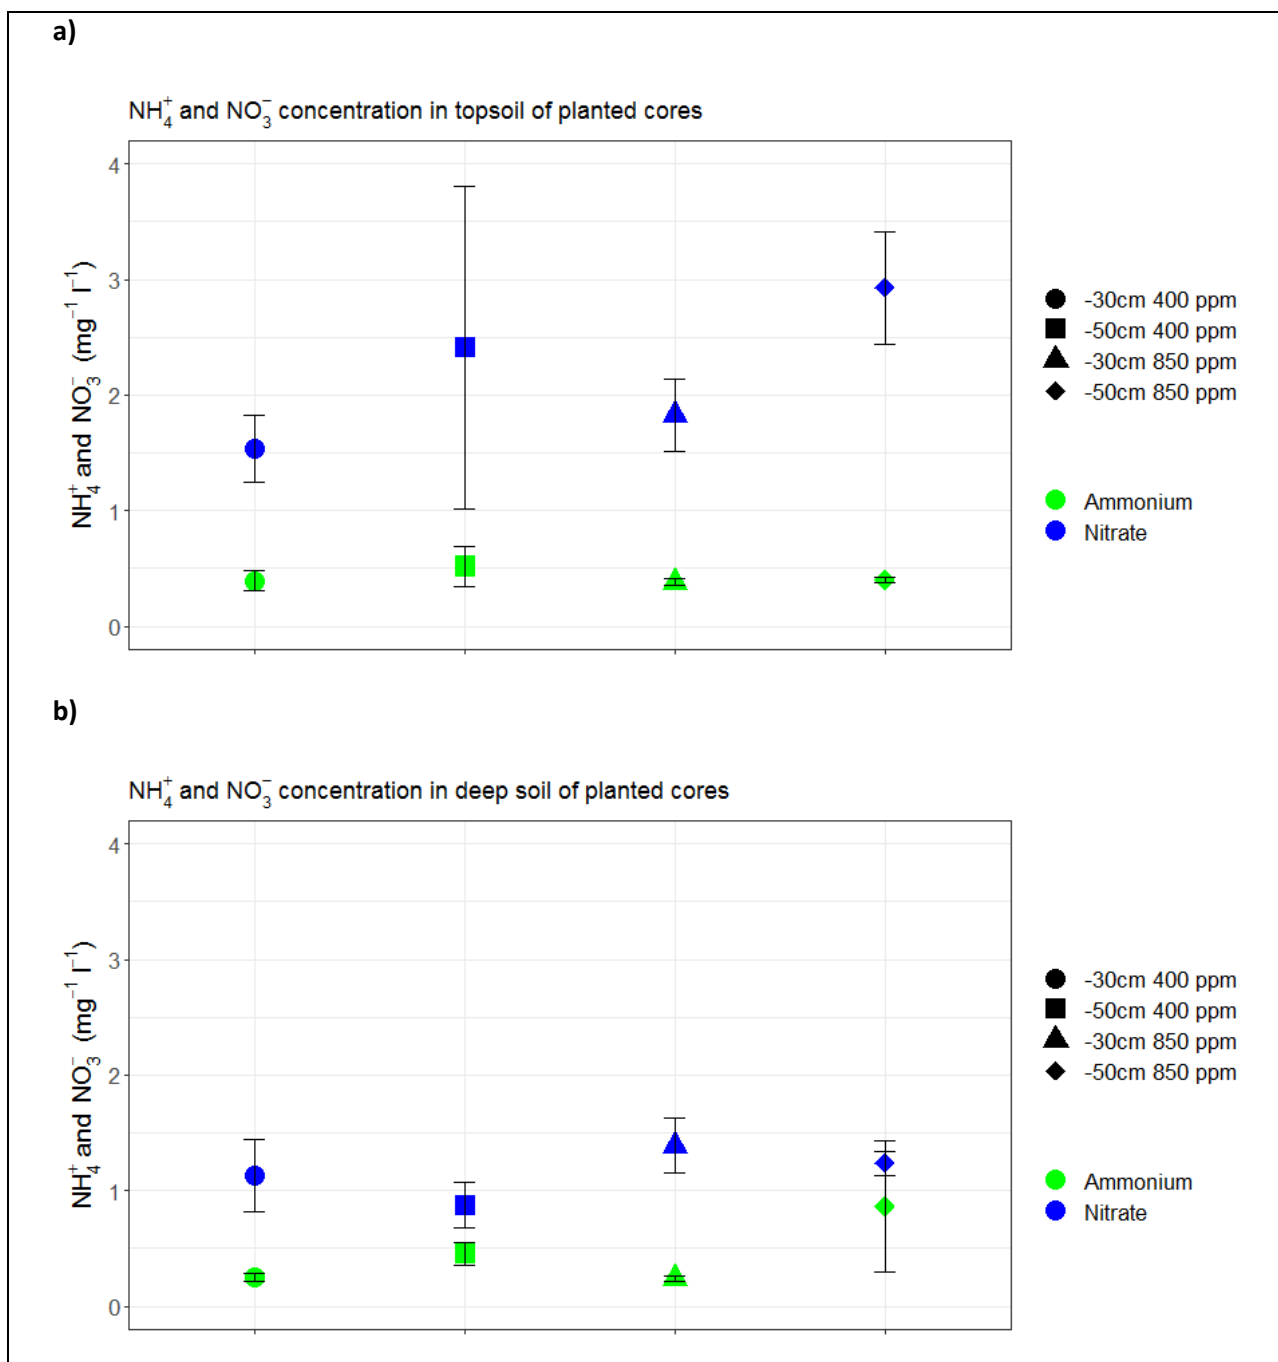 a)
NH₄⁺ and NO₃⁻ concentration in topsoil of planted cores
NH₄⁺ and NO₃⁻ (mg⁻¹ l⁻¹)
4
3
2
1
0
-30cm 400 ppm
-50cm 400 ppm
-30cm 850 ppm
-50cm 850 ppm
Ammonium
Nitrate
b)
NH₄⁺ and NO₃⁻ concentration in deep soil of planted cores
NH₄⁺ and NO₃⁻ (mg⁻¹ l⁻¹)
4
3
2
1
0
-30cm 400 ppm
-50cm 400 ppm
-30cm 850 ppm
-50cm 850 ppm
Ammonium
Nitrate